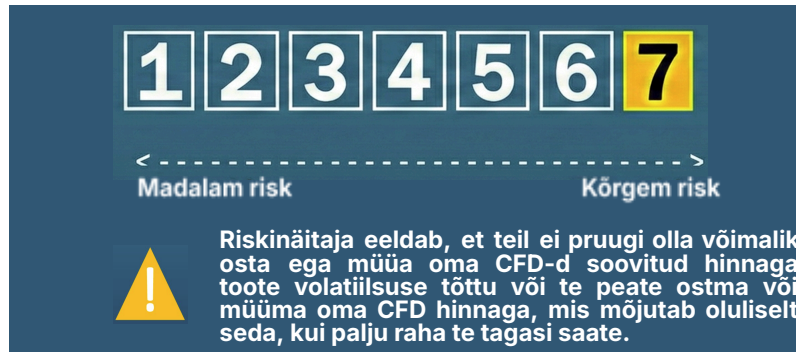 1 2 3 4 5 6 7
Madalam risk Kõrgem risk
Riskinäitaja eeldab, et teil ei pruugi olla võimalik
osta ega müüa oma CFD-d soovitud hinnaga
toote volatiilsuse tõttu või te peate ostma või
müüma oma CFD hinnaga, mis mõjutab oluliselt
seda, kui palju raha te tagasi saate.